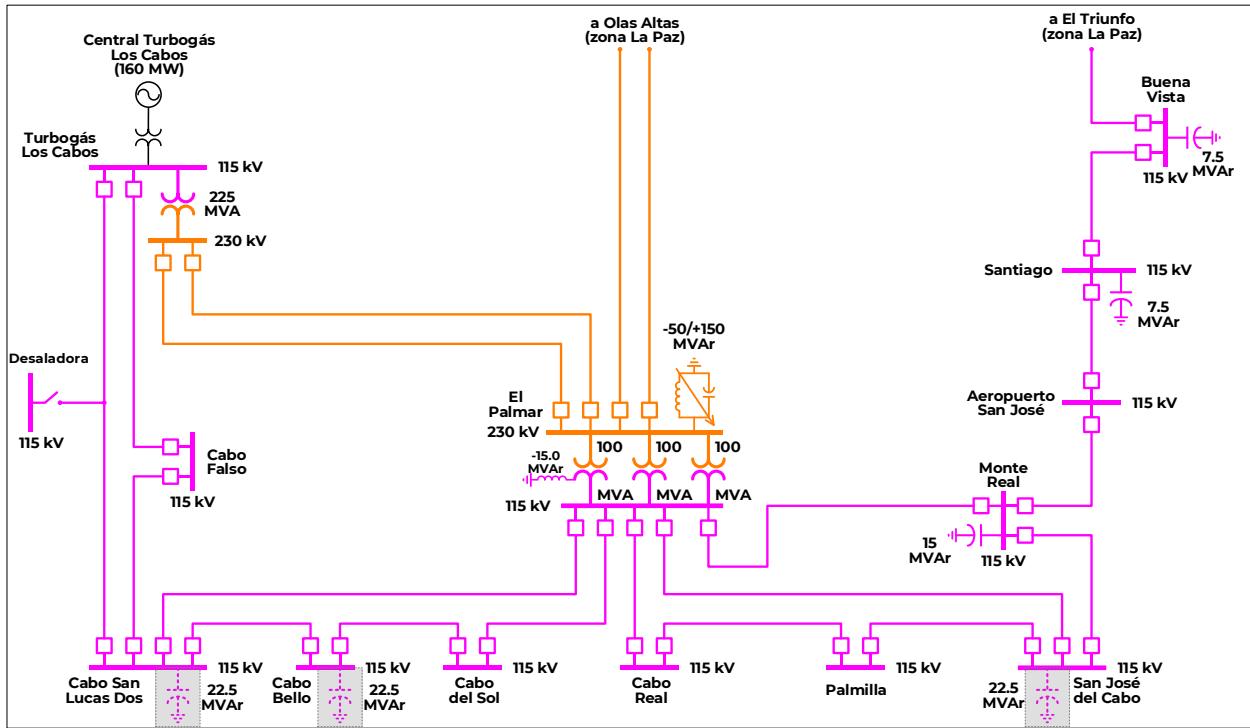 Central Turbogás
Los Cabos
(160 MW)
a Olas Altas
(zona La Paz)
a El Triunfo
(zona La Paz)
Buena
Vista
7.5
MVAr
115 kV
Turbogás
Los Cabos
115 kV
225
MVA
230 kV
Santiago
115 kV
7.5
MVAr
-50/+150
MVAr
Desaladora
115 kV
El
Palmar
230 kV
100
100
100
-15.0
MVAr
MVA
MVA
MVA
115 kV
Aeropuerto
San José
115 kV
Cabo
Falso
115 kV
Monte
Real
15
MVAr
115 kV
115 kV
Cabo San
Lucas Dos
22.5
MVAr
115 kV
Cabo
Bello
22.5
MVAr
115 kV
Cabo
del Sol
115 kV
Cabo
Real
115 kV
Palmilla
115 kV
22.5
MVAr
San José
del Cabo